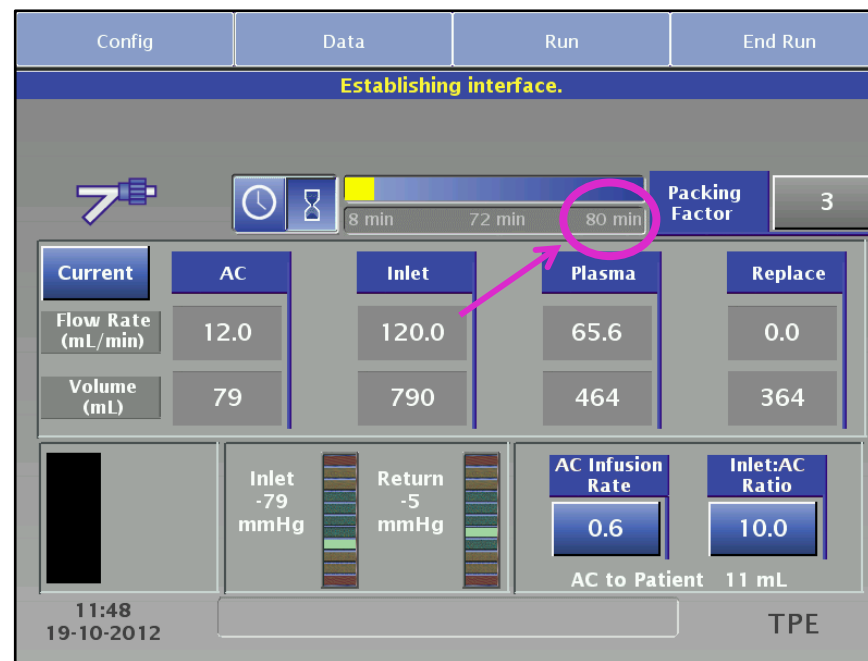 Config Data Run End Run
Establishing interface.
8 min 72 min 80 min
Packing
Factor
3
Current AC Inlet Plasma Replace
Flow Rate
(mL/min)
12.0 120.0 65.6 0.0
Volume
(mL)
79 790 464 364
Inlet
-79
mmHg
Return
-5
mmHg
AC Infusion
Rate
0.6
Inlet:AC
Ratio
10.0
AC to Patient 11 mL
11:48
19-10-2012
TPE